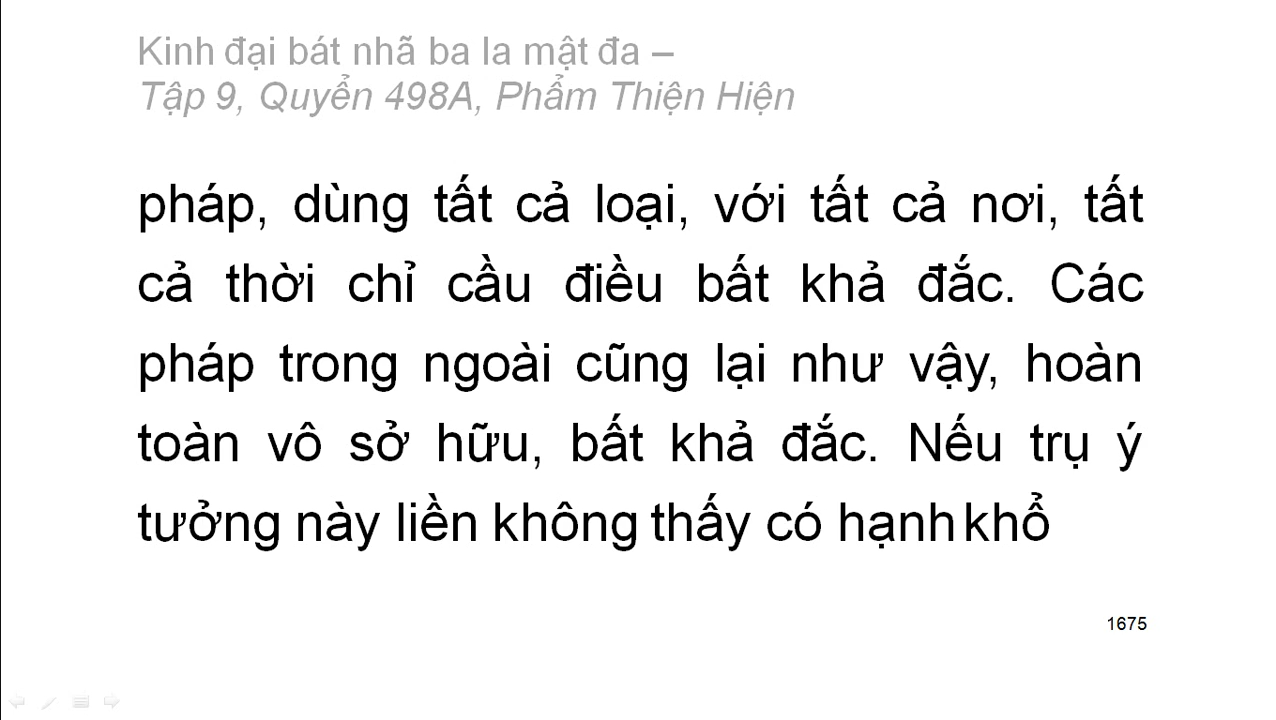 Kinh đại bát nhã ba la mật đa –
Tập 9, Quyển 498A, Phẩm Thiện Hiện
pháp, dùng tất cả loại, với tất cả nơi, tất
cả thời chỉ cầu điều bất khả đắc. Các
pháp trong ngoài cũng lại như vậy, hoàn
toàn vô sở hữu, bất khả đắc. Nếu trụ ý
tưởng này liền không thấy có hạnh khổ
1675